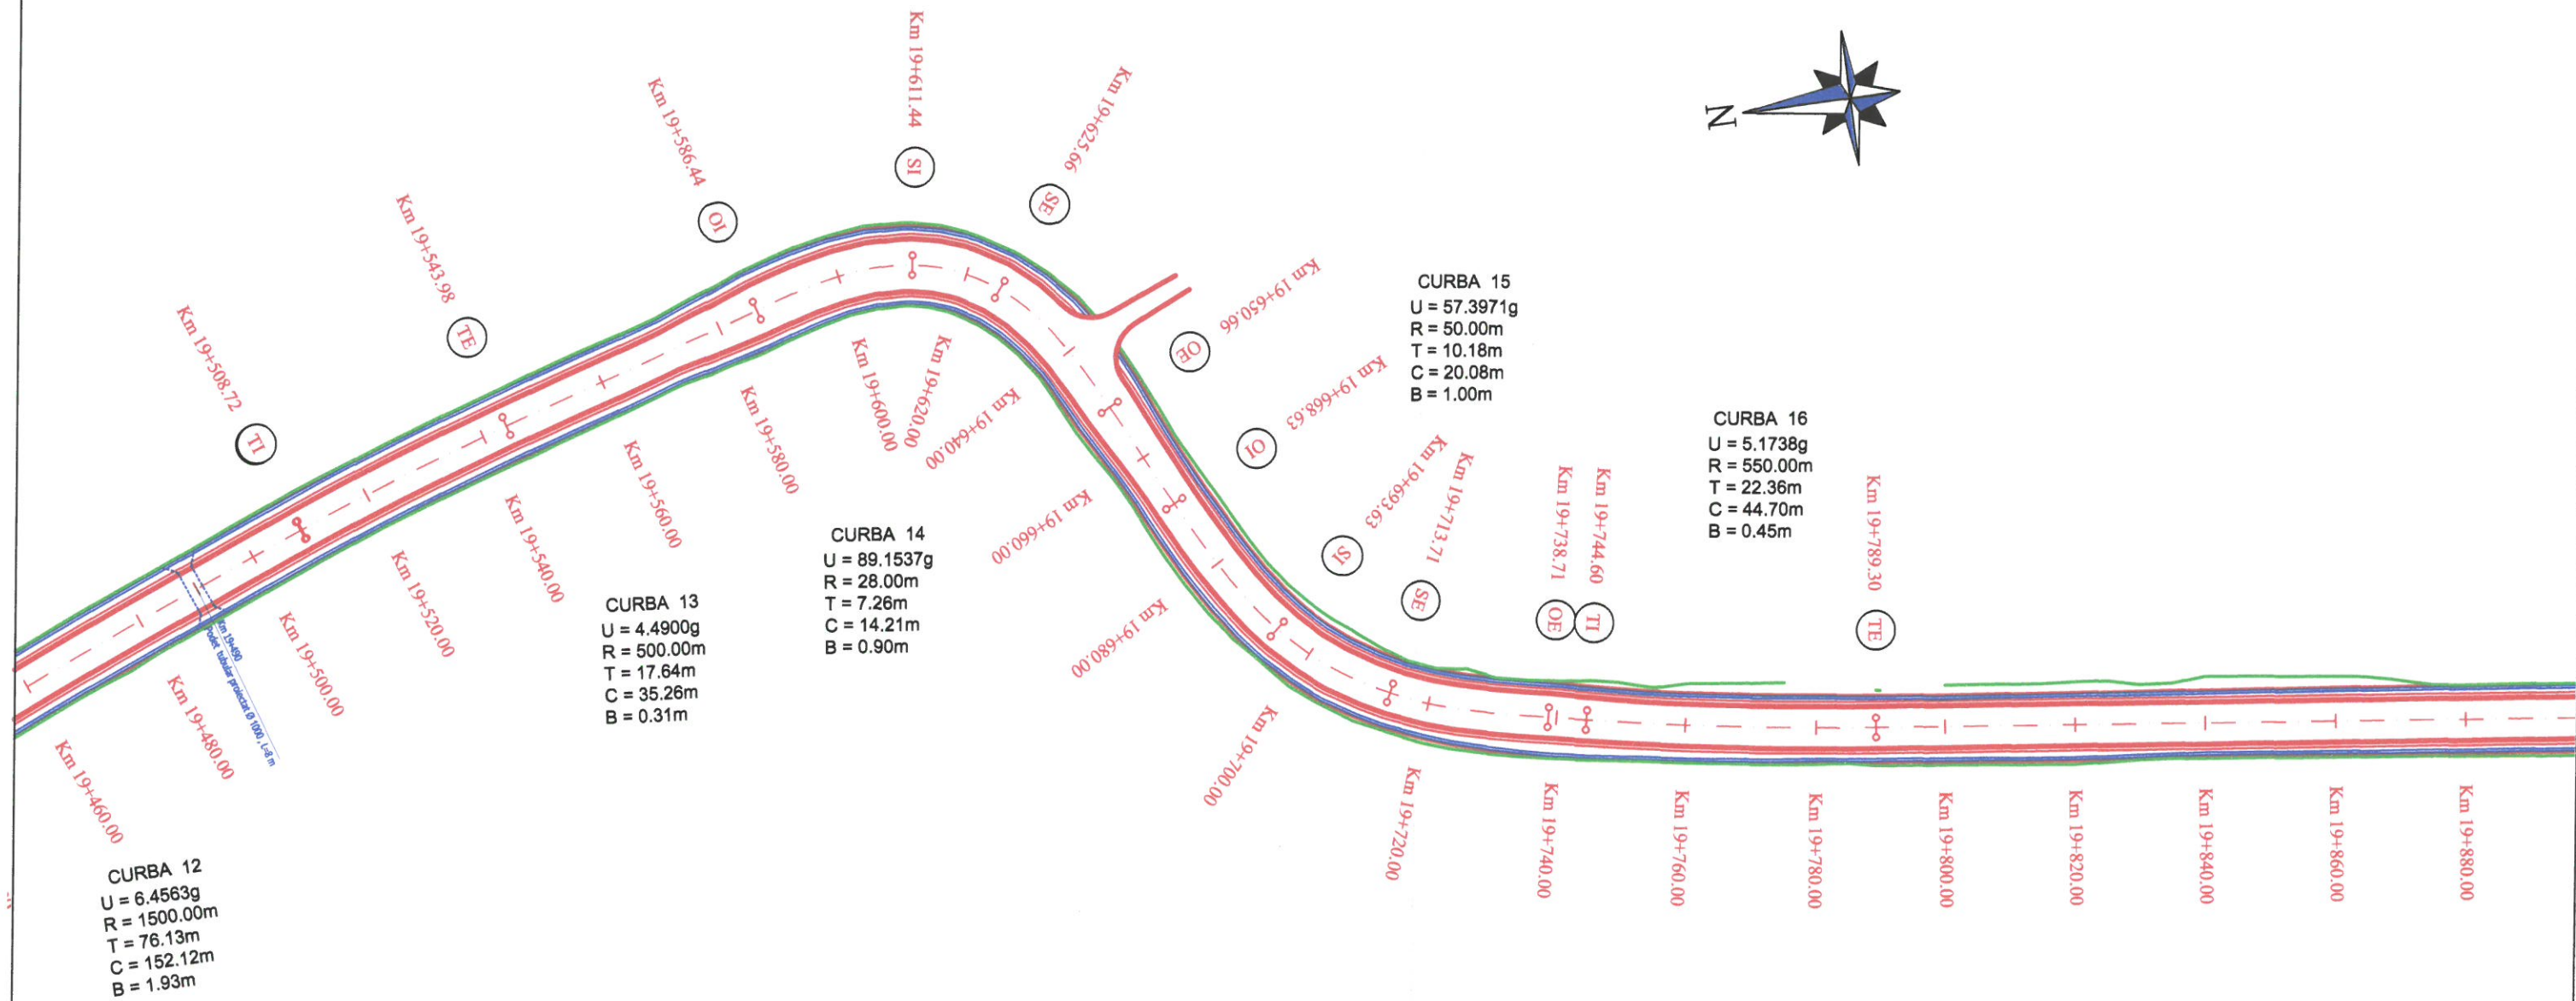 Km 19+611.44
SI
Km 19+625.66
SE
Km 19+586.44
OI
Km 19+543.98
TE
Km 19+508.72
TI
N
Km 19+650.66
OE
Km 19+668.63
OI
Km 19+693.63
SI
Km 19+713.71
SE
Km 19+738.71
OE
Km 19+744.60
TI
Km 19+789.30
TE
CURBA 15
U = 57.3971g
R = 50.00m
T = 10.18m
C = 20.08m
B = 1.00m
CURBA 16
U = 5.1738g
R = 550.00m
T = 22.36m
C = 44.70m
B = 0.45m
CURBA 14
U = 89.1537g
R = 28.00m
T = 7.26m
C = 14.21m
B = 0.90m
CURBA 13
U = 4.4900g
R = 500.00m
T = 17.64m
C = 35.26m
B = 0.31m
CURBA 12
U = 6.4563g
R = 1500.00m
T = 76.13m
C = 152.12m
B = 1.93m
Km 19+490
Podet tubular proiectat Ø 1000, L=8 m
Km 19+460.00
Km 19+480.00
Km 19+500.00
Km 19+520.00
Km 19+540.00
Km 19+560.00
Km 19+580.00
Km 19+600.00
Km 19+620.00
Km 19+640.00
Km 19+660.00
Km 19+680.00
Km 19+700.00
Km 19+720.00
Km 19+740.00
Km 19+760.00
Km 19+780.00
Km 19+800.00
Km 19+820.00
Km 19+840.00
Km 19+860.00
Km 19+880.00